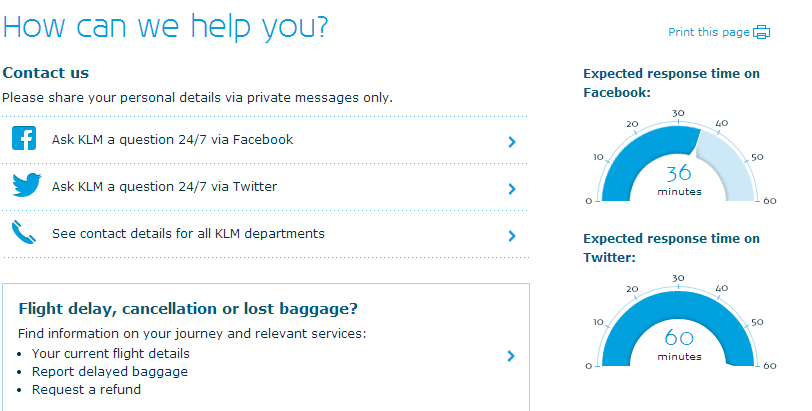 How can we help you?
Print this page
Contact us
Please share your personal details via private messages only.
Ask KLM a question 24/7 via Facebook
Ask KLM a question 24/7 via Twitter
See contact details for all KLM departments
Flight delay, cancellation or lost baggage?
Find information on your journey and relevant services:
• Your current flight details
• Report delayed baggage
• Request a refund
Expected response time on
Facebook:
0 10 20 30 40 50 60
36
minutes
Expected response time on
Twitter:
0 10 20 30 40 50 60
60
minutes